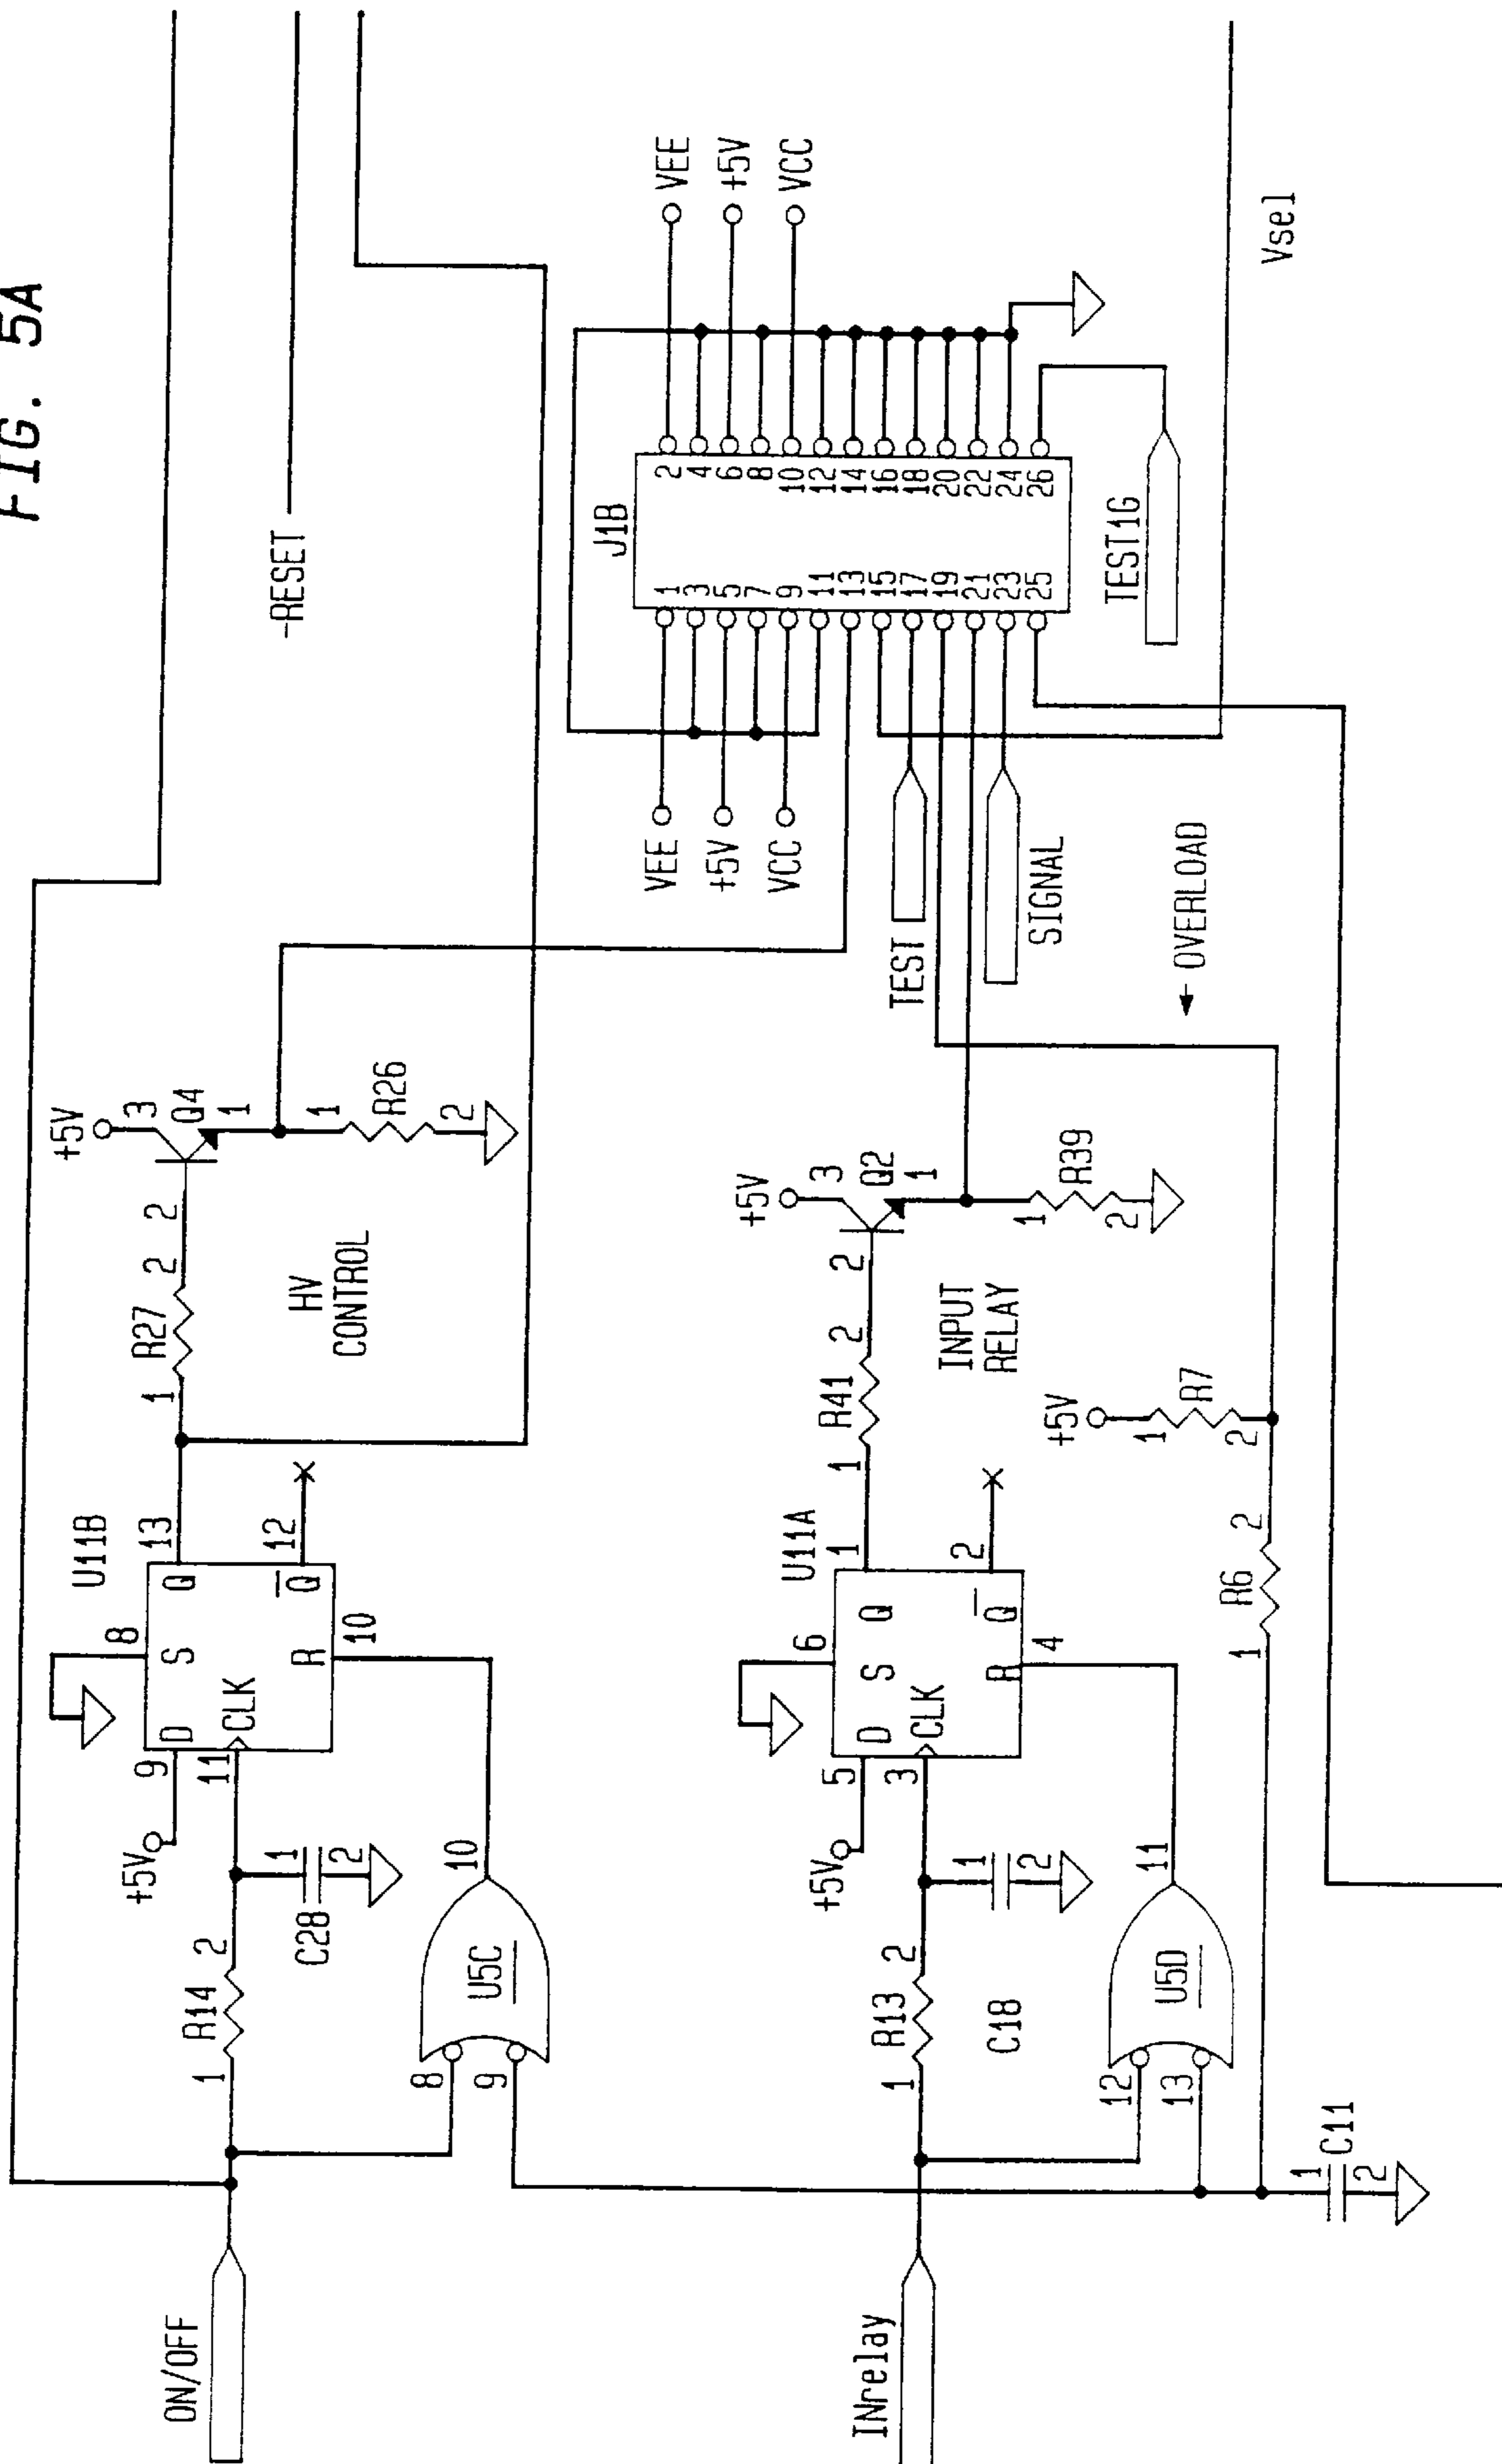 FIG. 5A
-RESET
ON/OFF
1
R14
2
C28
1
2
8
9
U5C
10
+5V
9
11
D
CLK
S
8
Q
Q
R
10
U11B
13
12
1
R27
2
2
HV
CONTROL
+5V
3
Q4
1
1
R26
2
INrelay
1
R13
2
C18
1
2
12
13
U5D
11
+5V
5
3
D
CLK
S
6
Q
Q
R
4
U11A
1
2
1
R41
2
2
INPUT
RELAY
+5V
3
Q2
1
1
R39
2
C11
1
2
1
R6
2
+5V
1
R7
2
OVERLOAD
VEE
+5V
VCC
TEST
SIGNAL
J1B
1
3
5
7
9
11
13
15
17
19
21
23
25
2
4
6
8
10
12
14
16
18
20
22
24
26
VEE
+5V
VCC
TEST1G
Vsel